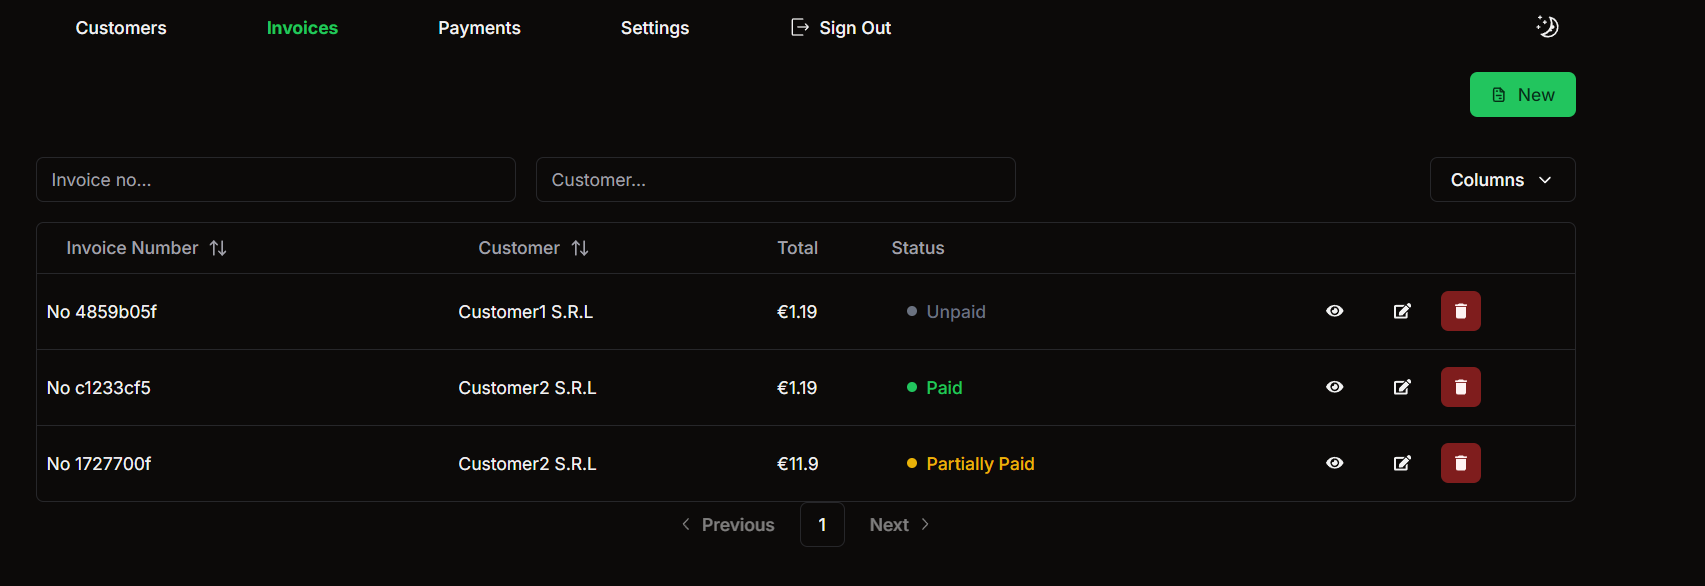 Customers Invoices Payments Settings Sign Out
New
Invoice no... Customer... Columns
Invoice Number Customer Total Status
No 4859b05f Customer1 S.R.L €1.19 Unpaid
No c1233cf5 Customer2 S.R.L €1.19 Paid
No 1727700f Customer2 S.R.L €11.9 Partially Paid
Previous 1 Next